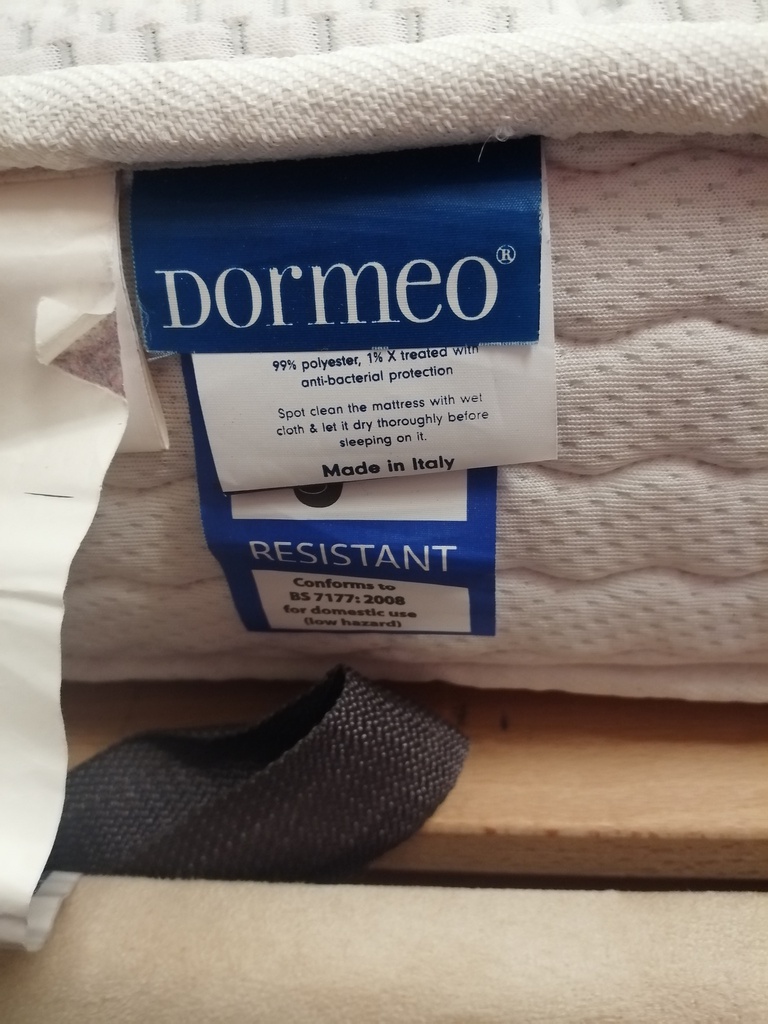 Dormeo®
99% polyester, 1% X treated with
anti-bacterial protection
Spot clean the mattress with wet
cloth & let it dry thoroughly before
sleeping on it.
Made in Italy
RESISTANT
Conforms to
BS 7177: 2008
for domestic use
(low hazard)